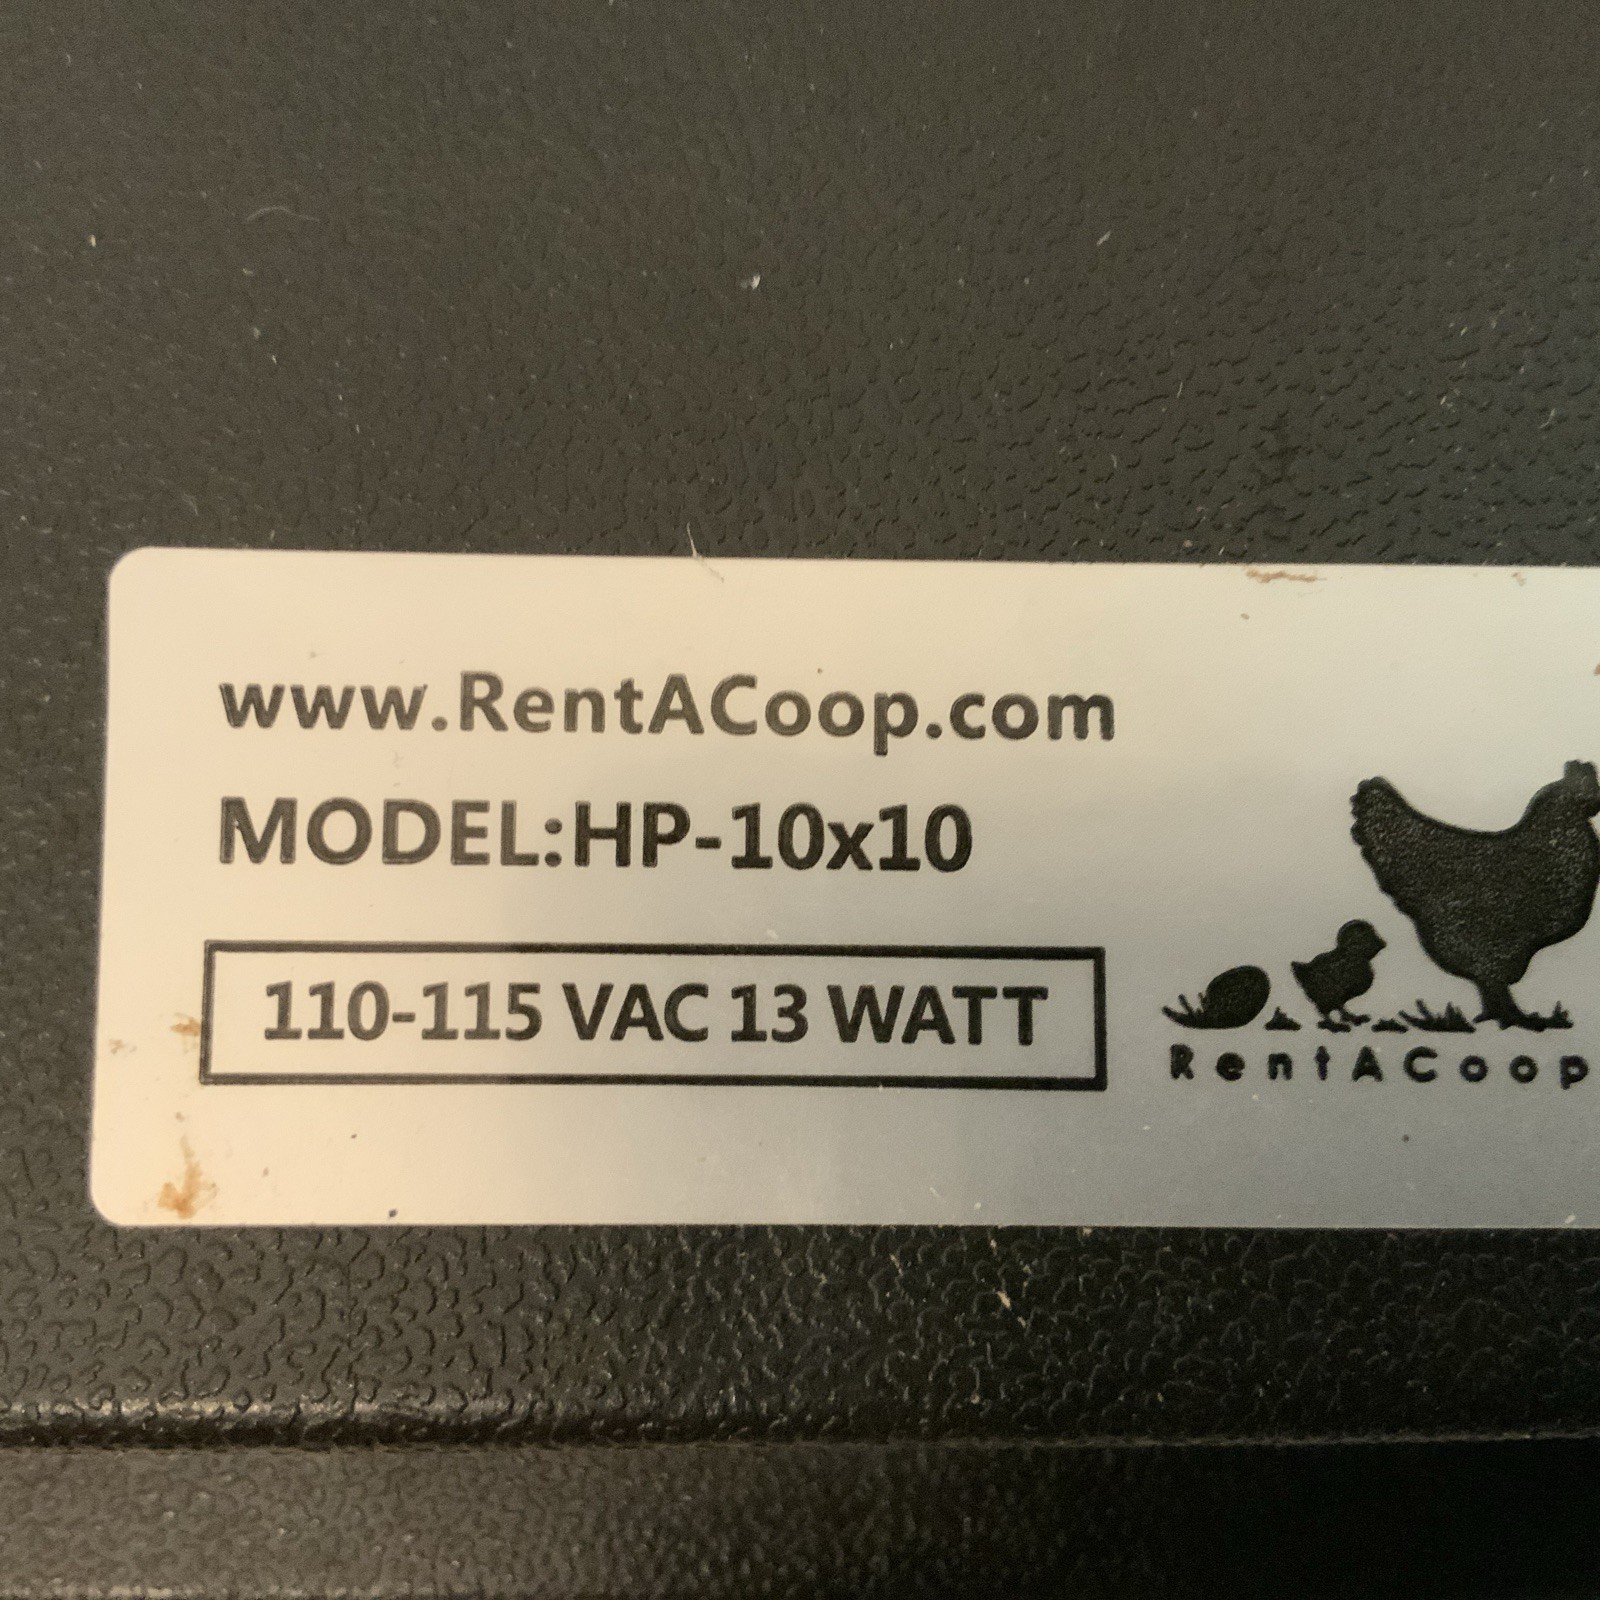 www.RentACoop.com
MODEL:HP-10x10
110-115 VAC 13 WATT
RentACoop